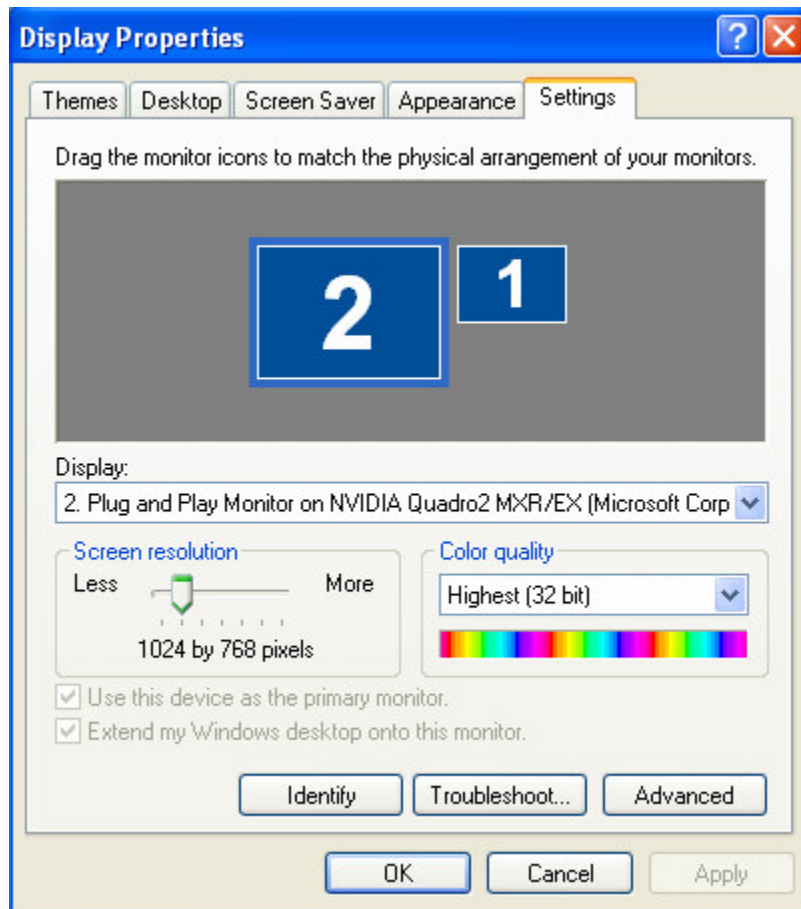 Display Properties
Themes Desktop Screen Saver Appearance Settings
Drag the monitor icons to match the physical arrangement of your monitors.
2 1
Display:
2. Plug and Play Monitor on NVIDIA Quadro2 MXR/EX (Microsoft Corp
Screen resolution
Less More
1024 by 768 pixels
Color quality
Highest (32 bit)
Use this device as the primary monitor.
Extend my Windows desktop onto this monitor.
Identify Troubleshoot... Advanced
OK Cancel Apply